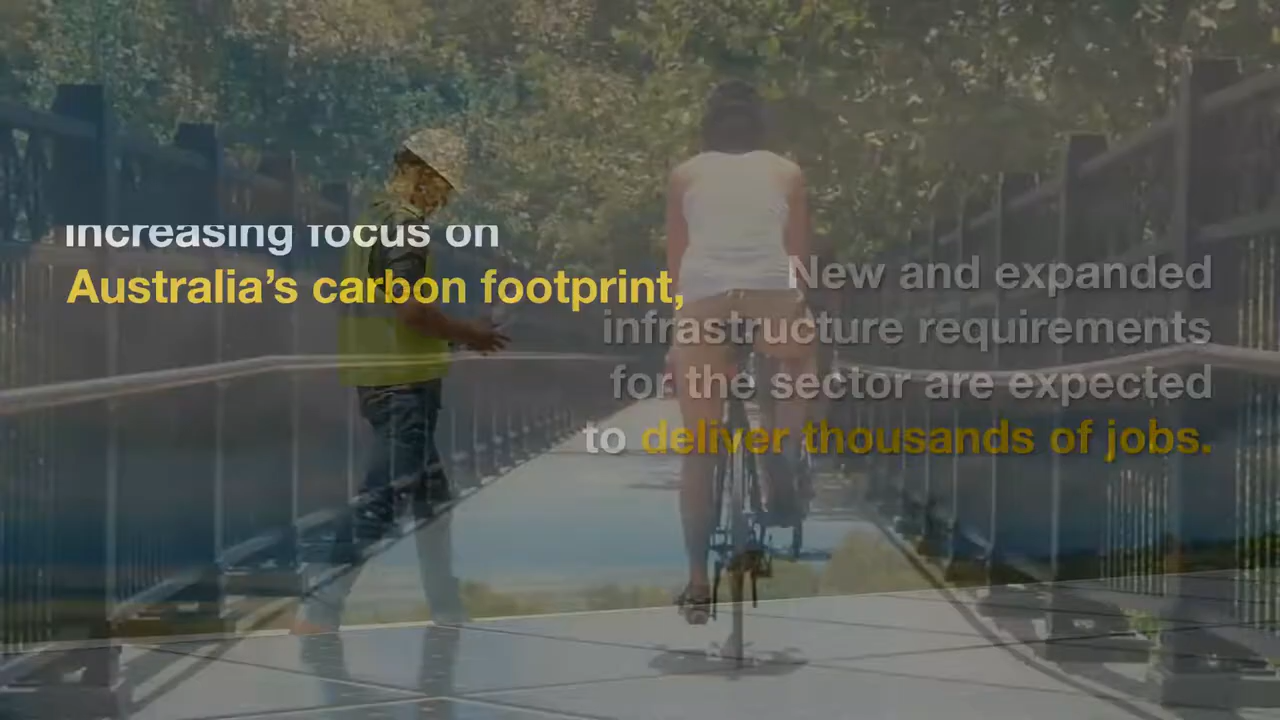 Increasing focus on
Australia’s carbon footprint,
New and expanded
infrastructure requirements
for the sector are expected
to deliver thousands of jobs.